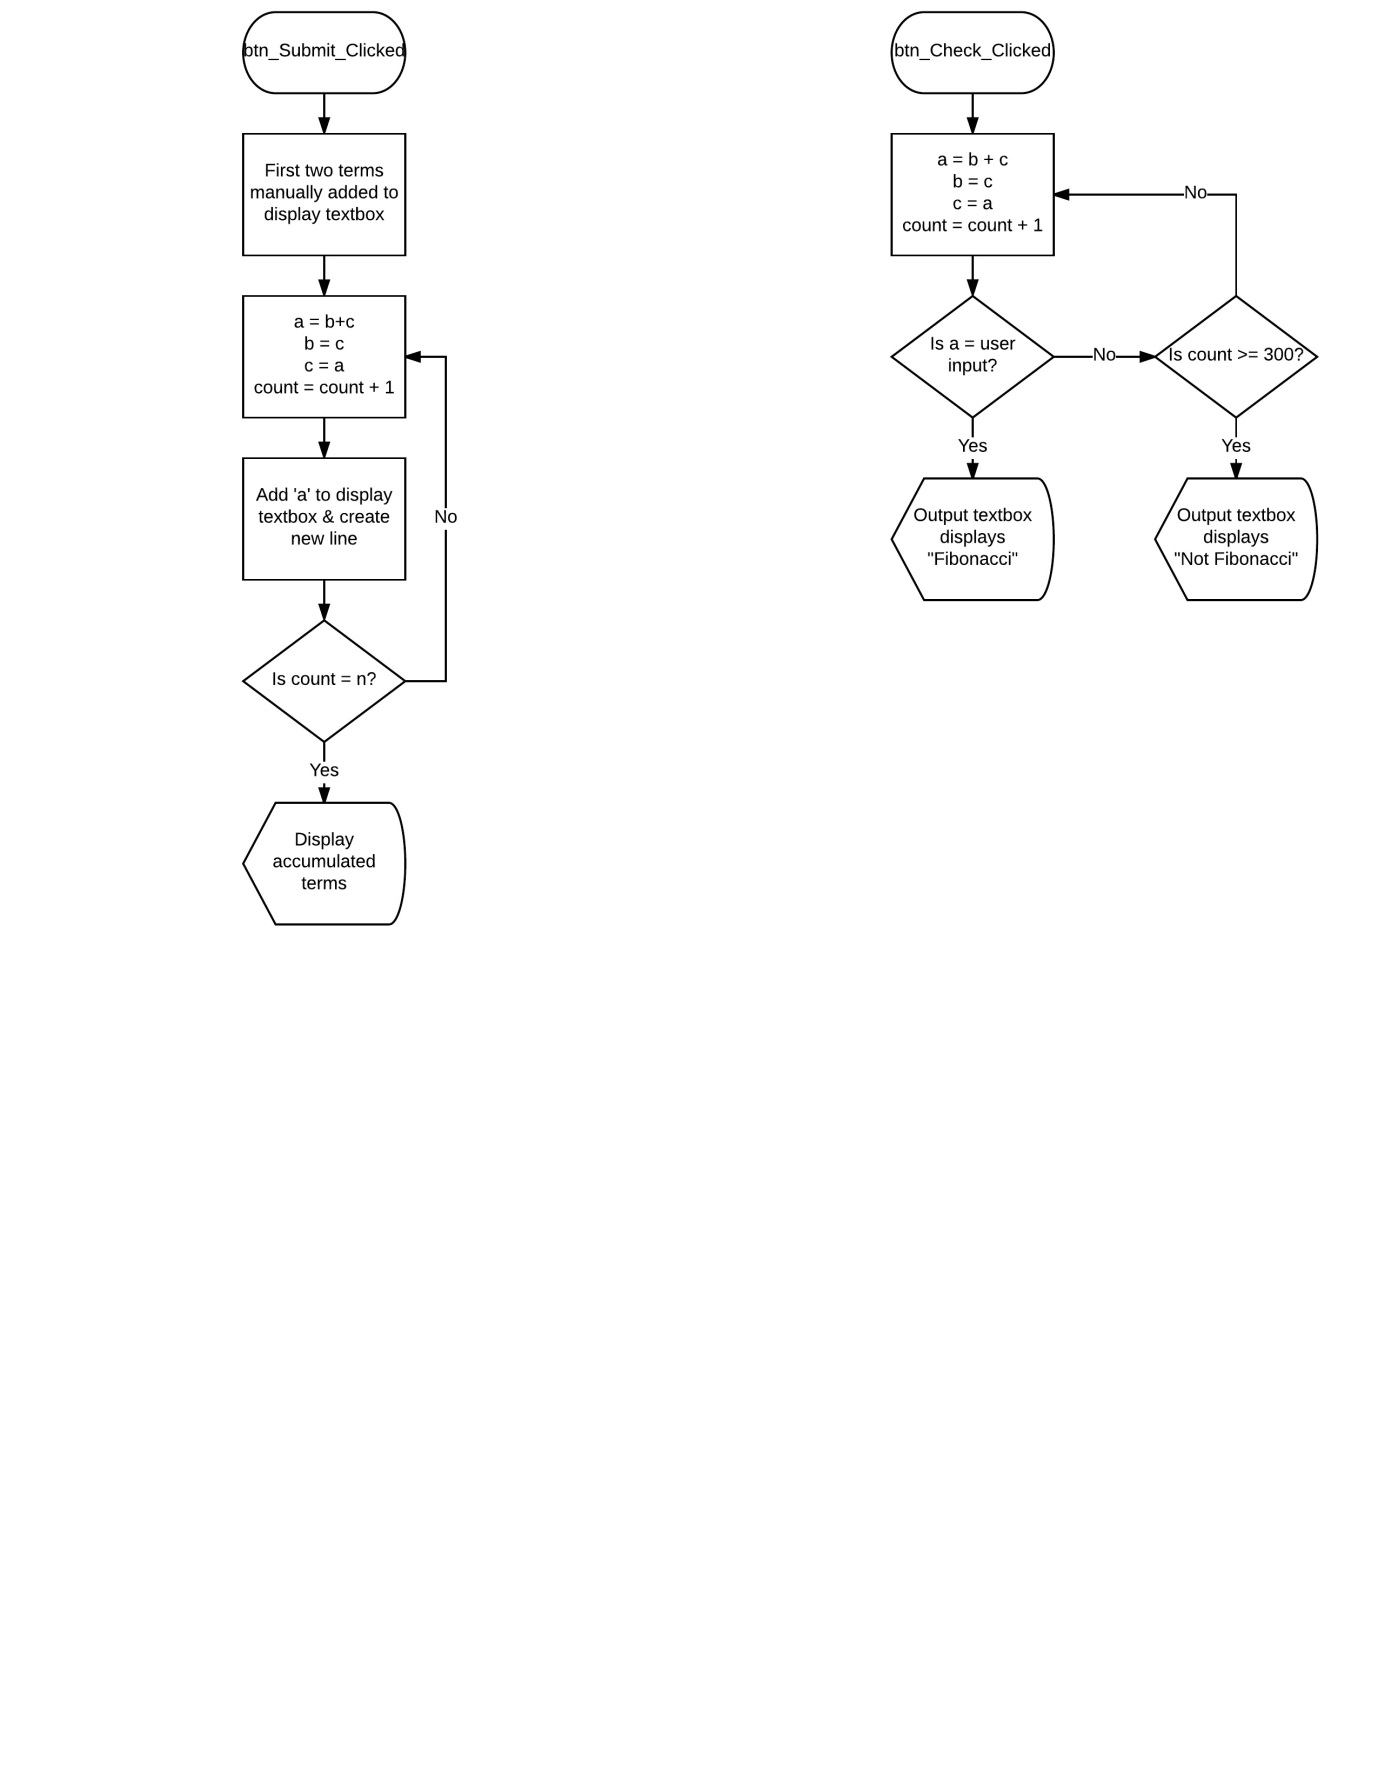 btn_Submit_Clicked
First two terms
manually added to
display textbox
a = b+c
b = c
c = a
count = count + 1
Add 'a' to display
textbox & create
new line
No
Is count = n?
Yes
Display
accumulated
terms
btn_Check_Clicked
a = b + c
b = c
c = a
count = count + 1
No
Is a = user
input?
No
Is count >= 300?
Yes
Yes
Output textbox
displays
"Fibonacci"
Output textbox
displays
"Not Fibonacci"